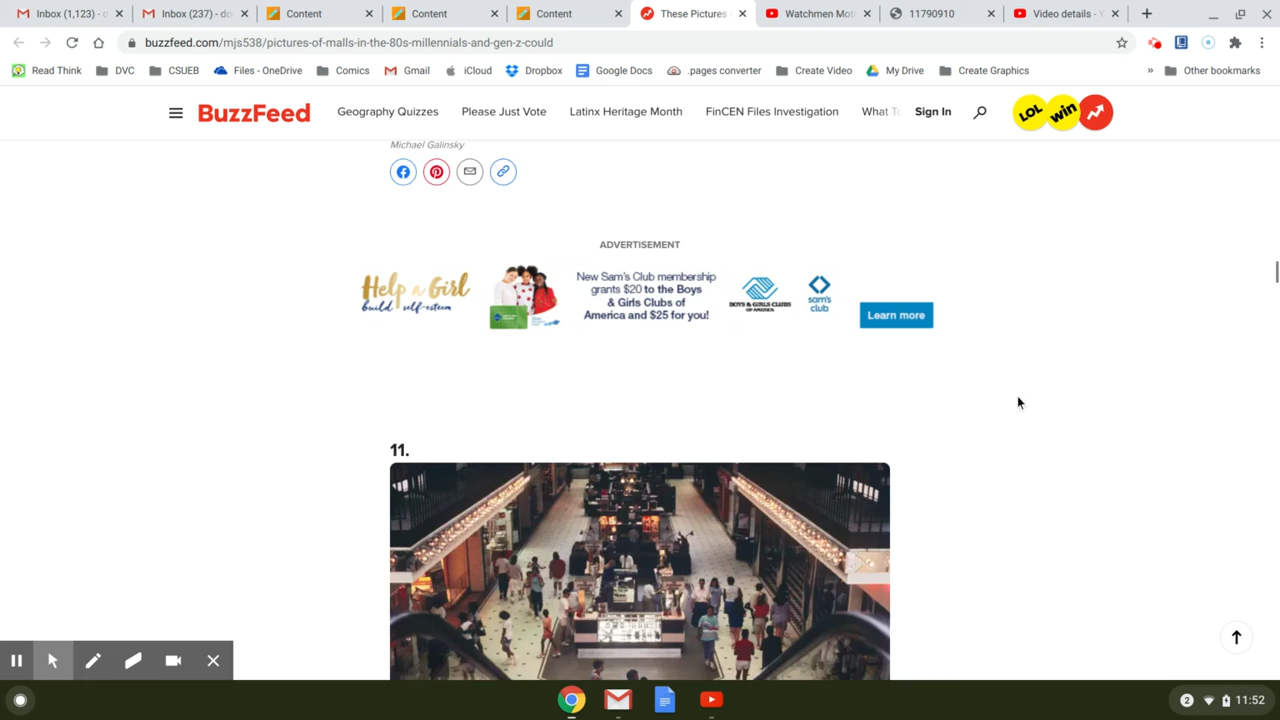 Inbox (1,123) - d
Inbox (237) - do
Content
Content
Content
These Pictures
Watchmen Moti
11790910
Video details - Y
buzzfeed.com/mjs538/pictures-of-malls-in-the-80s-millennials-and-gen-z-could
Read Think
DVC
CSUEB
Files - OneDrive
Comics
Gmail
iCloud
Dropbox
Google Docs
.pages converter
Create Video
My Drive
Create Graphics
»
Other bookmarks
BuzzFeed
Geography Quizzes
Please Just Vote
Latinx Heritage Month
FinCEN Files Investigation
What To
Sign In
LOL
win
Michael Galinsky
ADVERTISEMENT
Help a Girl
build self-esteem
New Sam's Club membership
grants $20 to the Boys
& Girls Clubs of
America and $25 for you!
BOYS & GIRLS CLUBS
OF AMERICA
sam's
club
Learn more
11.
2
11:52